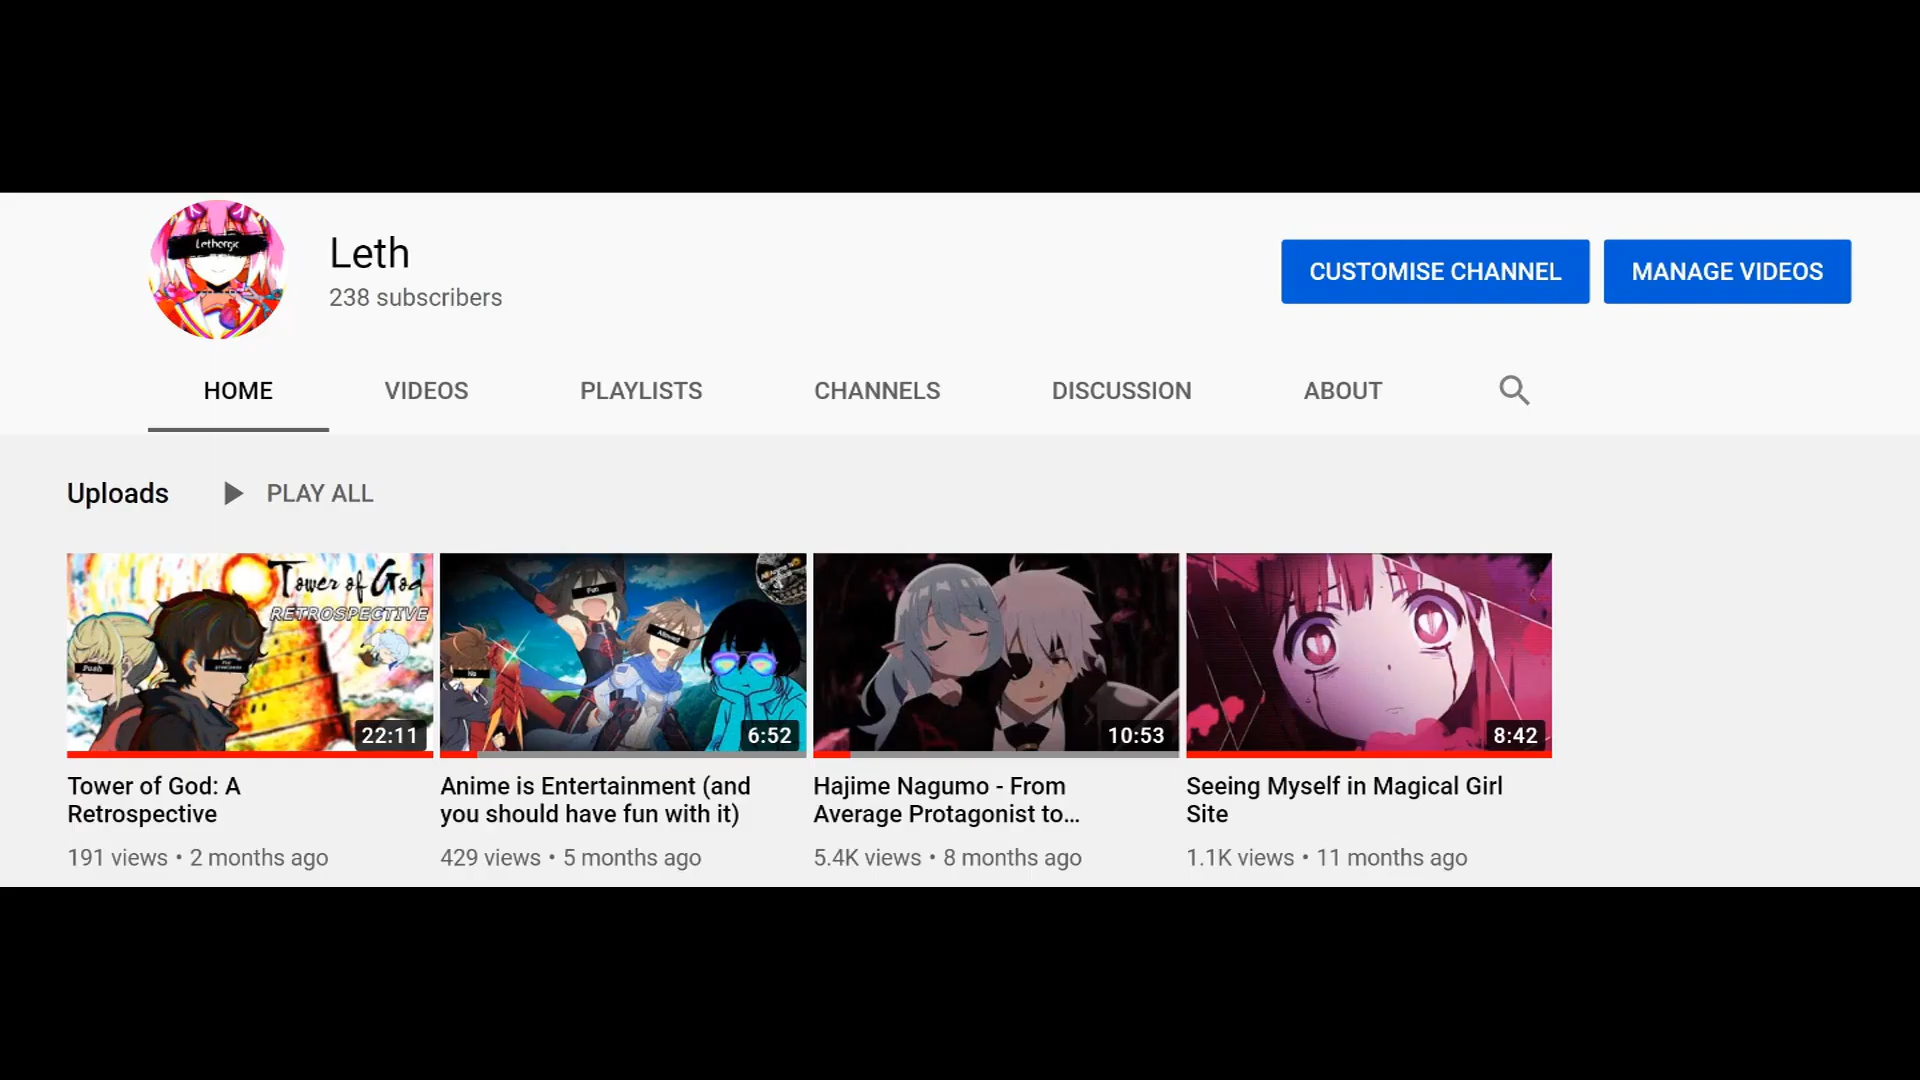 Lethargic
Leth
238 subscribers
CUSTOMISE CHANNEL
MANAGE VIDEOS
HOME
VIDEOS
PLAYLISTS
CHANNELS
DISCUSSION
ABOUT
Uploads
PLAY ALL
Tower of God
RETROSPECTIVE
Push
22:11
Fun
Allowed
No
6:52
10:53
8:42
Tower of God: A
Retrospective
191 views • 2 months ago
Anime is Entertainment (and
you should have fun with it)
429 views • 5 months ago
Hajime Nagumo - From
Average Protagonist to...
5.4K views • 8 months ago
Seeing Myself in Magical Girl
Site
1.1K views • 11 months ago